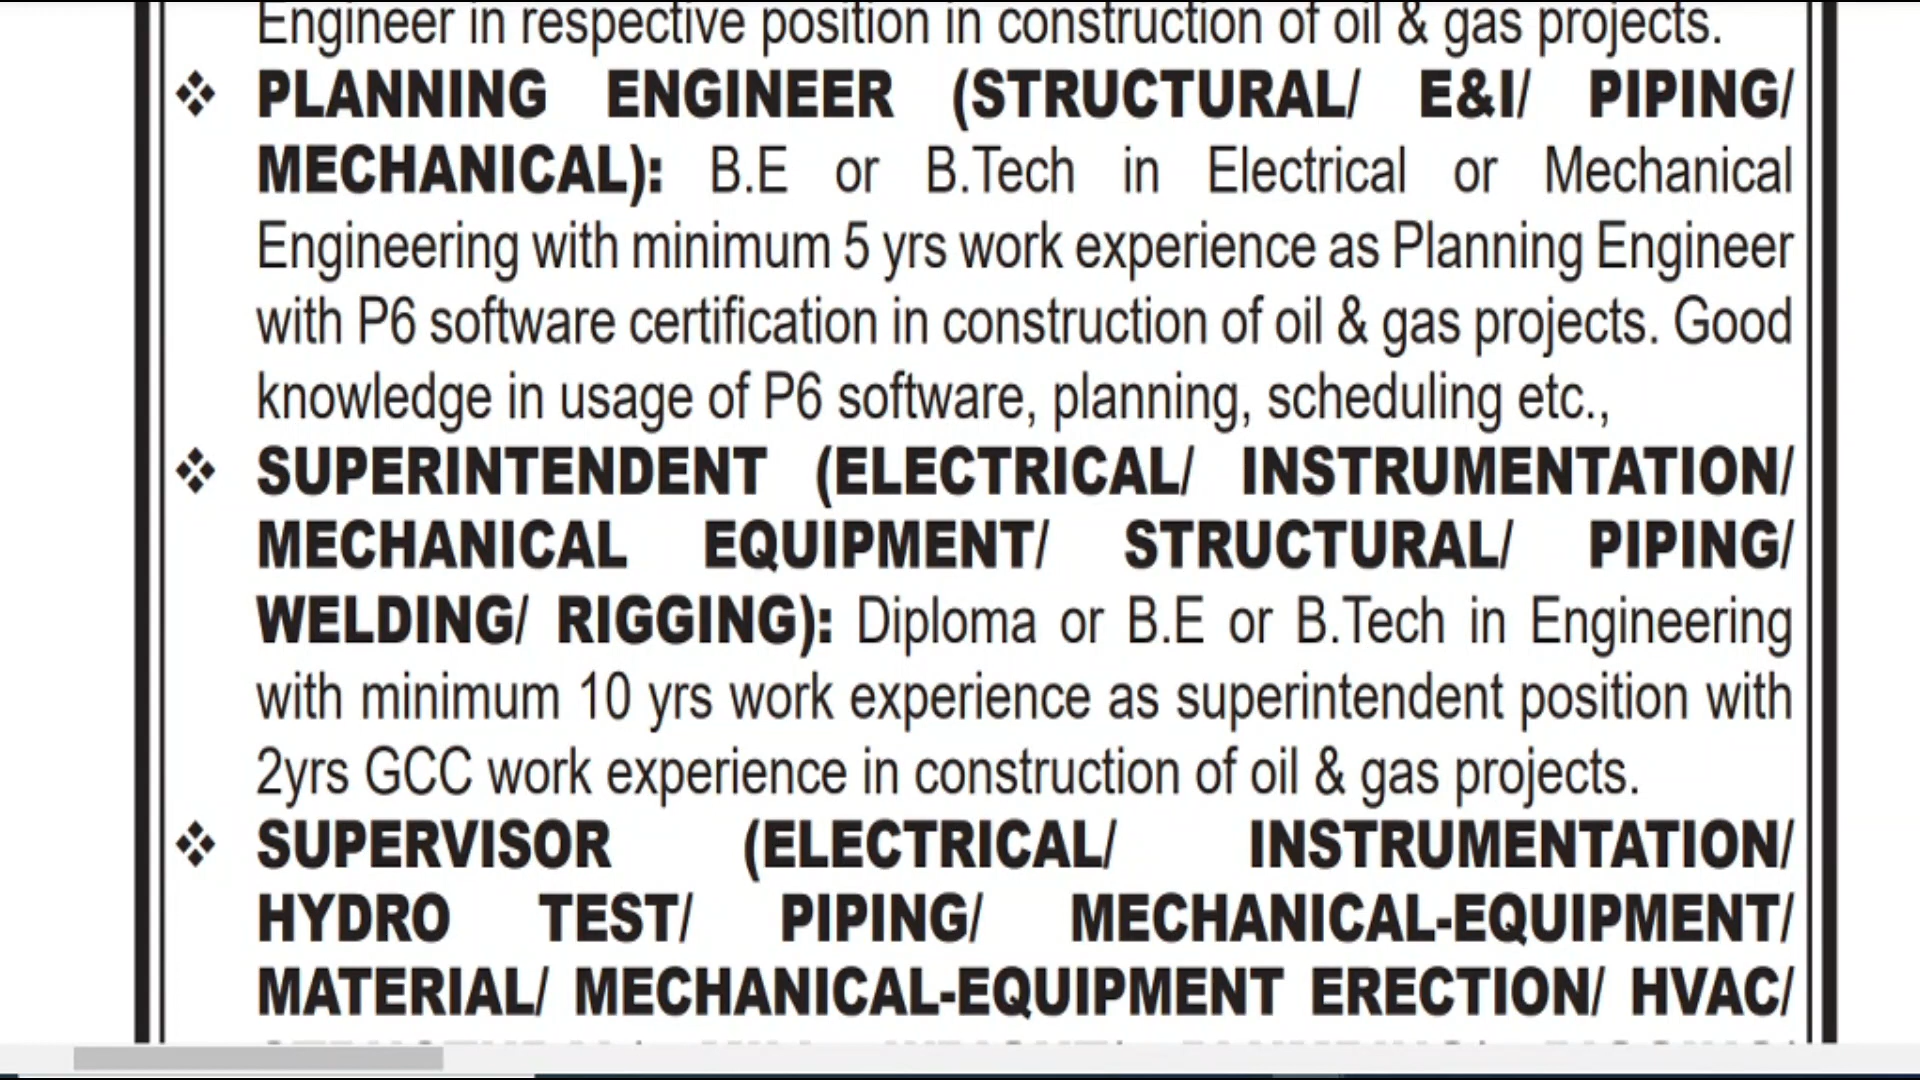 Engineer in respective position in construction of oil & gas projects.
❖ PLANNING ENGINEER (STRUCTURAL/ E&I/ PIPING/
MECHANICAL): B.E or B.Tech in Electrical or Mechanical
Engineering with minimum 5 yrs work experience as Planning Engineer
with P6 software certification in construction of oil & gas projects. Good
knowledge in usage of P6 software, planning, scheduling etc.,
❖ SUPERINTENDENT (ELECTRICAL/ INSTRUMENTATION/
MECHANICAL EQUIPMENT/ STRUCTURAL/ PIPING/
WELDING/ RIGGING): Diploma or B.E or B.Tech in Engineering
with minimum 10 yrs work experience as superintendent position with
2yrs GCC work experience in construction of oil & gas projects.
❖ SUPERVISOR (ELECTRICAL/ INSTRUMENTATION/
HYDRO TEST/ PIPING/ MECHANICAL-EQUIPMENT/
MATERIAL/ MECHANICAL-EQUIPMENT ERECTION/ HVAC/